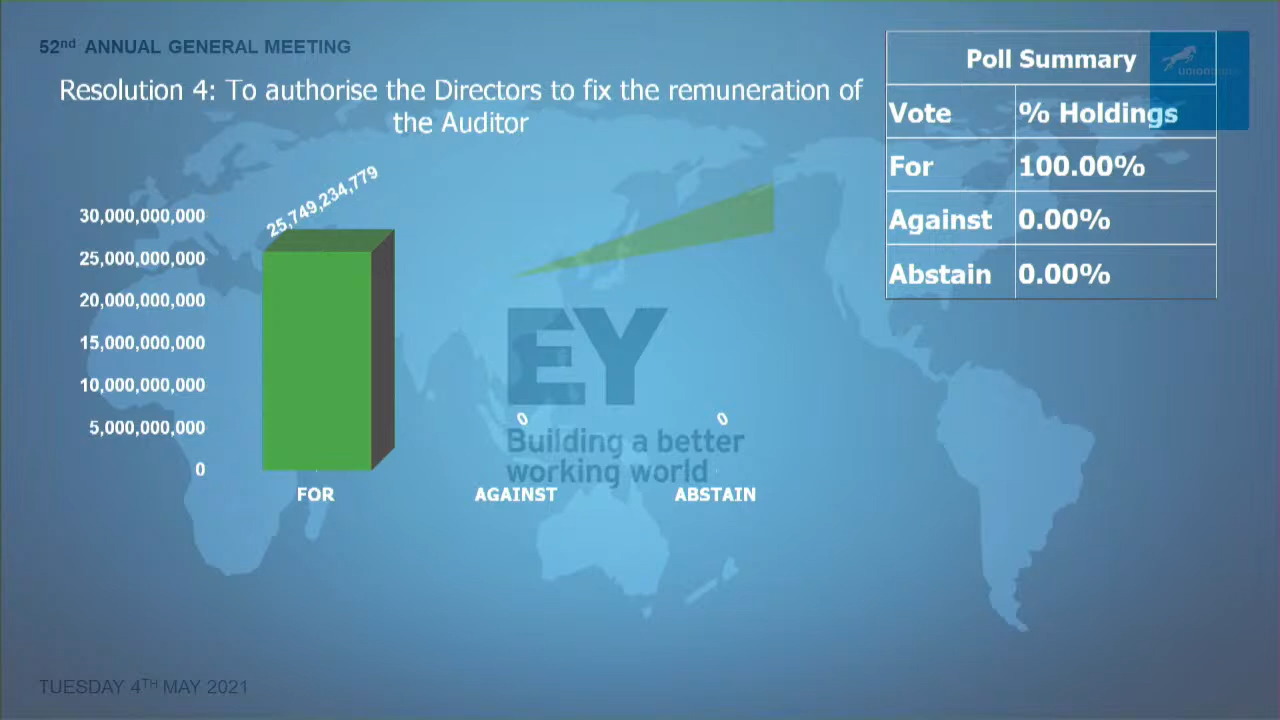 52nd ANNUAL GENERAL MEETING
Resolution 4: To authorise the Directors to fix the remuneration of
the Auditor
Poll Summary
Vote % Holdings
For 100.00%
Against 0.00%
Abstain 0.00%
25,749,234,779
30,000,000,000
25,000,000,000
20,000,000,000
15,000,000,000
10,000,000,000
5,000,000,000
0
0
0
FOR
AGAINST
ABSTAIN
EY
Building a better
working world
TUESDAY 4TH MAY 2021